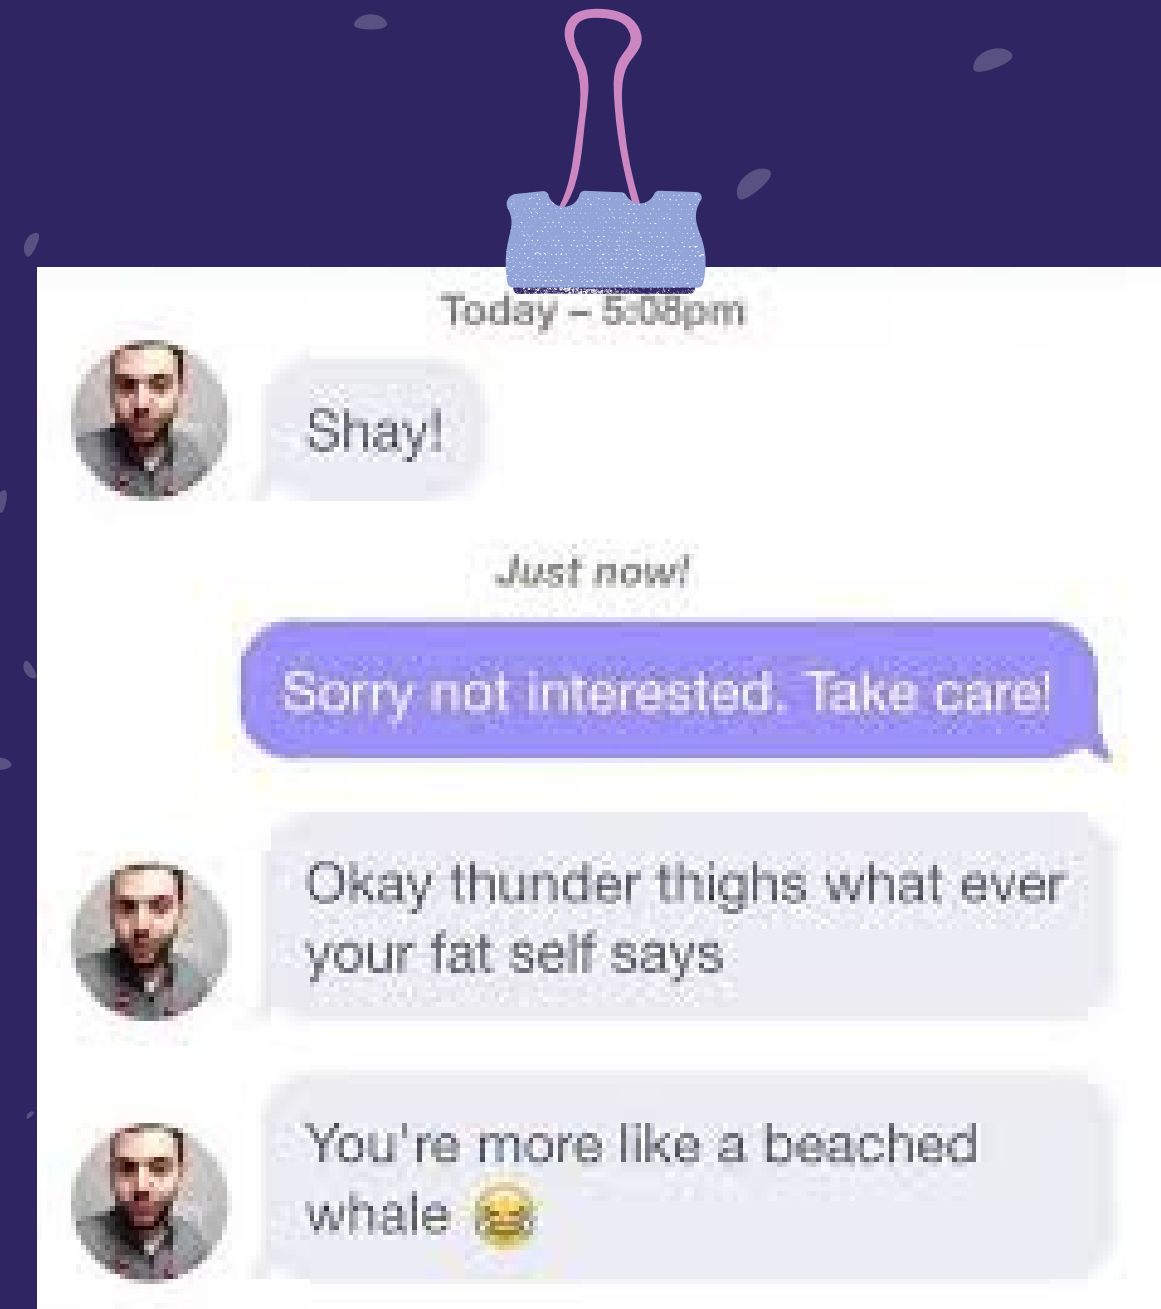 Today – 5:08pm
Shay!
Just now!
Sorry not interested. Take care!
Okay thunder thighs what ever
your fat self says
You're more like a beached
whale 😂